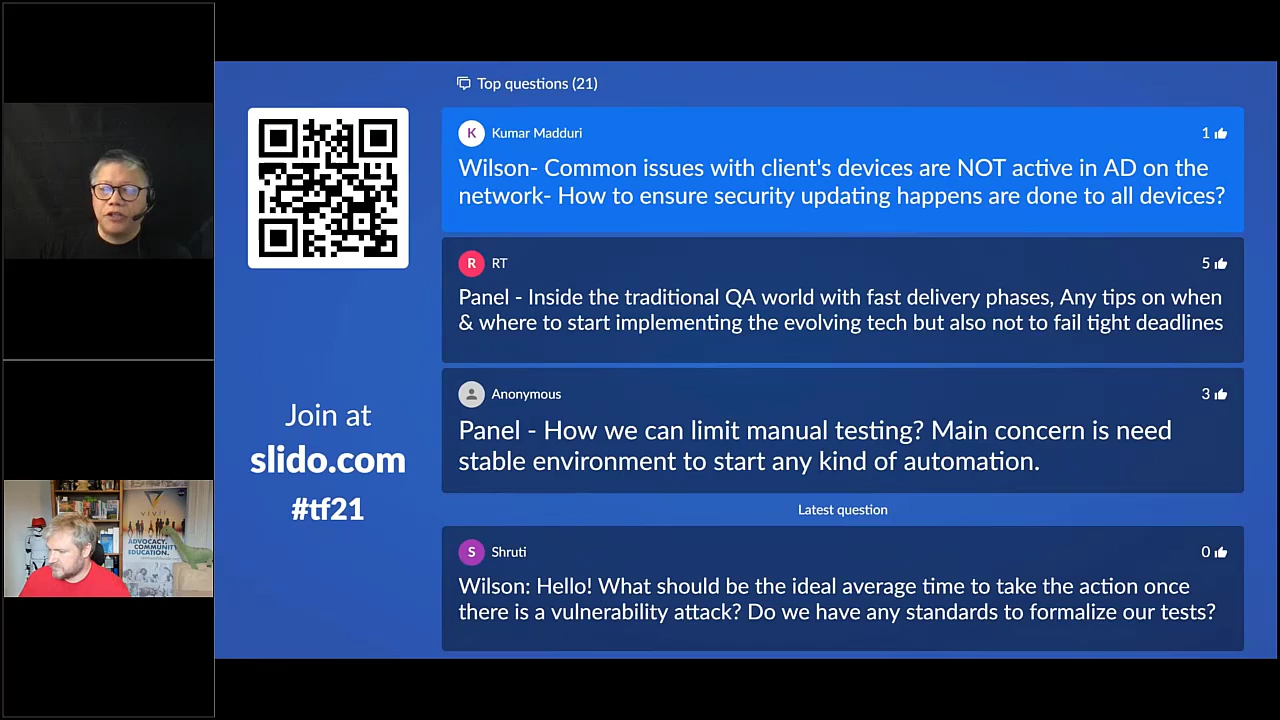 Top questions (21)
K
Kumar Madduri
1
Wilson- Common issues with client's devices are NOT active in AD on the
network- How to ensure security updating happens are done to all devices?
R
RT
5
Panel - Inside the traditional QA world with fast delivery phases, Any tips on when
& where to start implementing the evolving tech but also not to fail tight deadlines
Anonymous
3
Panel - How we can limit manual testing? Main concern is need
stable environment to start any kind of automation.
Latest question
S
Shruti
0
Wilson: Hello! What should be the ideal average time to take the action once
there is a vulnerability attack? Do we have any standards to formalize our tests?
Join at
slido.com
#tf21
VIVIT
ADVOCACY.
COMMUNITY
EDUCATION.